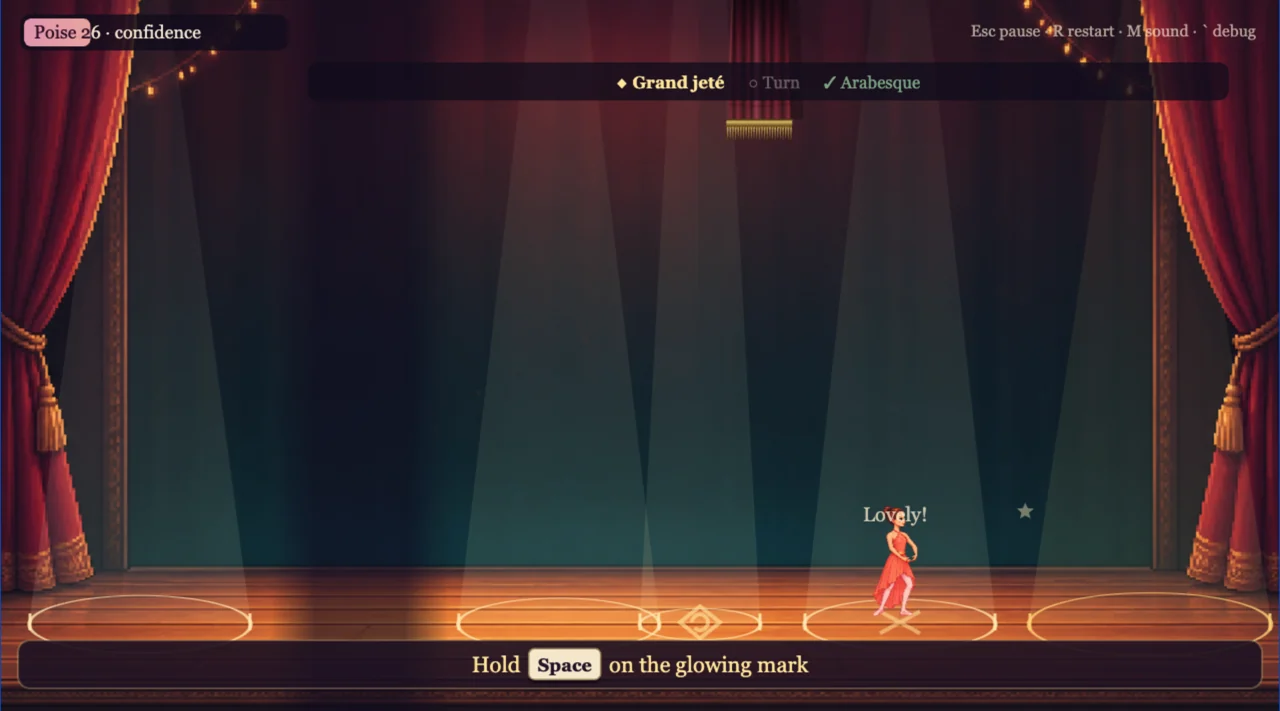 Poise 26 · confidence
Esc pause · R restart · M sound · ` debug
◆ Grand jeté ○ Turn ✓ Arabesque
Lovely!
Hold Space on the glowing mark